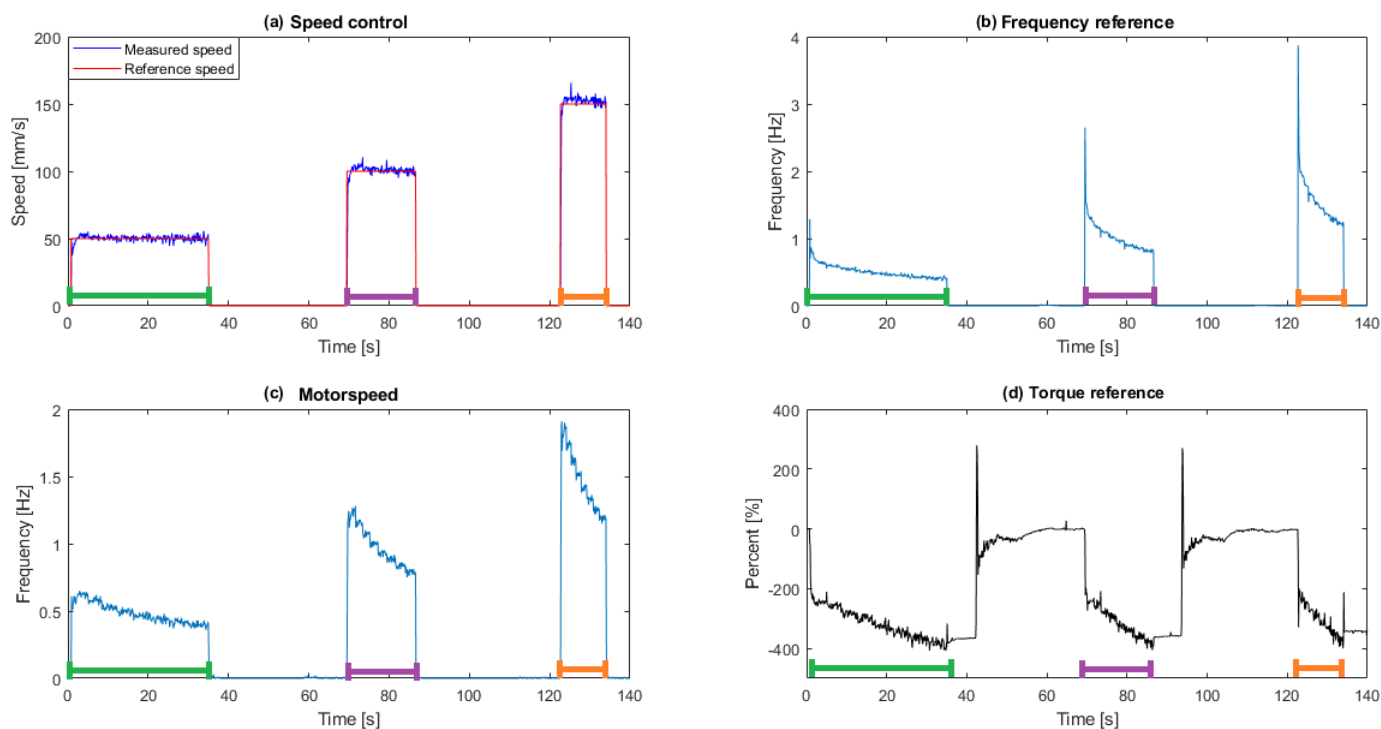 (a) Speed control
200
150
100
50
0
Speed [mm/s]
Measured speed
Reference speed
0 20 40 60 80 100 120 140
Time [s]
(b) Frequency reference
4
3
2
1
0
Frequency [Hz]
0 20 40 60 80 100 120 140
Time [s]
(c) Motorspeed
2
1.5
1
0.5
0
Frequency [Hz]
0 20 40 60 80 100 120 140
Time [s]
(d) Torque reference
400
200
0
-200
-400
Percent [%]
0 20 40 60 80 100 120 140
Time [s]